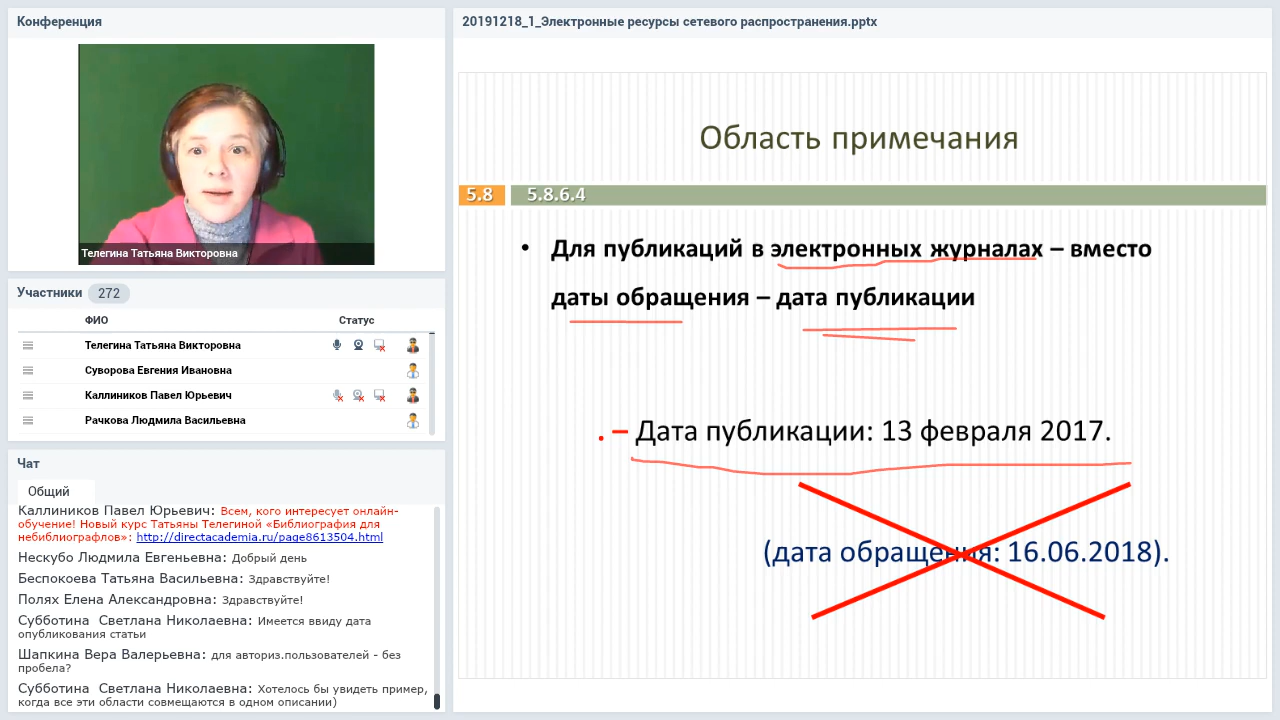 Конференция
Телегина Татьяна Викторовна
Участники 272
ФИО Статус
Телегина Татьяна Викторовна
Суворова Евгения Ивановна
Каллиников Павел Юрьевич
Рачкова Людмила Васильевна
Чат
Общий
Каллиников Павел Юрьевич: Всем, кого интересует онлайн-
обучение! Новый курс Татьяны Телегиной «Библиография для
небиблиографлов»: http://directacademia.ru/page8613504.html
Нескубо Людмила Евгеньевна: Добрый день
Беспокоева Татьяна Васильевна: Здравствуйте!
Полях Елена Александровна: Здравствуйте!
Субботина  Светлана Николаевна: Имеется ввиду дата
опубликования статьи
Шапкина Вера Валерьевна: для авториз.пользователей - без
пробела?
Субботина  Светлана Николаевна: Хотелось бы увидеть пример,
когда все эти области совмещаются в одном описании)
20191218_1_Электронные ресурсы сетевого распространения.pptx
Область примечания
5.8 5.8.6.4
• Для публикаций в электронных журналах – вместо
даты обращения – дата публикации
. – Дата публикации: 13 февраля 2017.
(дата обращения: 16.06.2018).